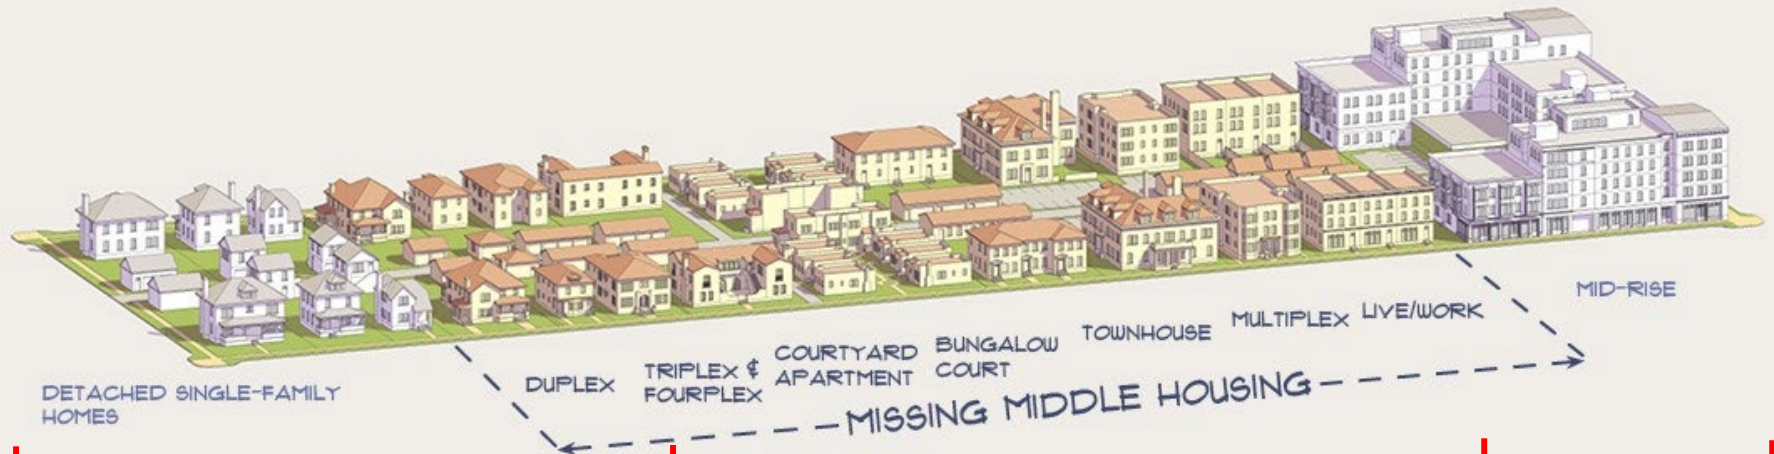 DETACHED SINGLE-FAMILY
HOMES
DUPLEX
TRIPLEX &
FOURPLEX
COURTYARD
APARTMENT
BUNGALOW
COURT
TOWNHOUSE
MULTIPLEX
LIVE/WORK
MID-RISE
MISSING MIDDLE HOUSING